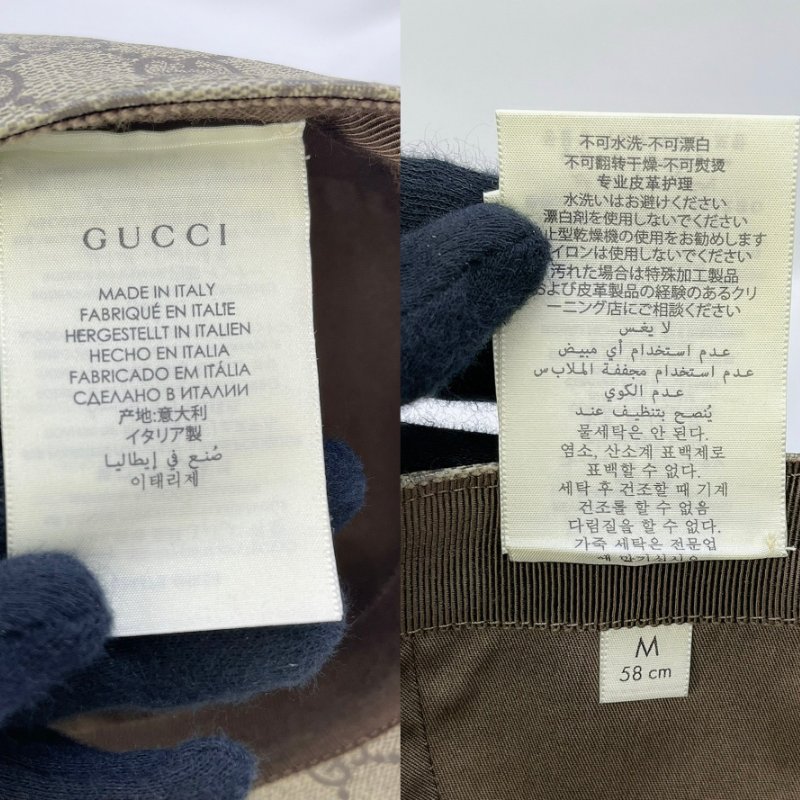 GUCCI
MADE IN ITALY
FABRIQUÉ EN ITALIE
HERGESTELLT IN ITALIEN
HECHO EN ITALIA
FABRICADO EM ITÁLIA
СДЕЛАНО В ИТАЛИИ
产地:意大利
イタリア製
صُنع في إيطاليا
이태리제
不可水洗-不可漂白
不可翻转干燥-不可熨烫
专业皮革护理
水洗いはお避けください
漂白剤を使用しないでください
止型乾燥機の使用をお勧めします
イロンは使用しないでください
汚れた場合は特殊加工製品
および皮革製品の経験のあるクリ
ーニング店にご相談ください
لا يغس
عدم استخدام أي مبيض
عدم استخدام مجففة الملابس
عدم الكوي
يُنصح بتنظيف عند
물세탁은 안 된다.
염소, 산소계 표백제로
표백할 수 없다.
세탁 후 건조할 때 기계
건조를 할 수 없다
다림질을 할 수 없다.
가죽 세탁은 전문업
M
58 cm